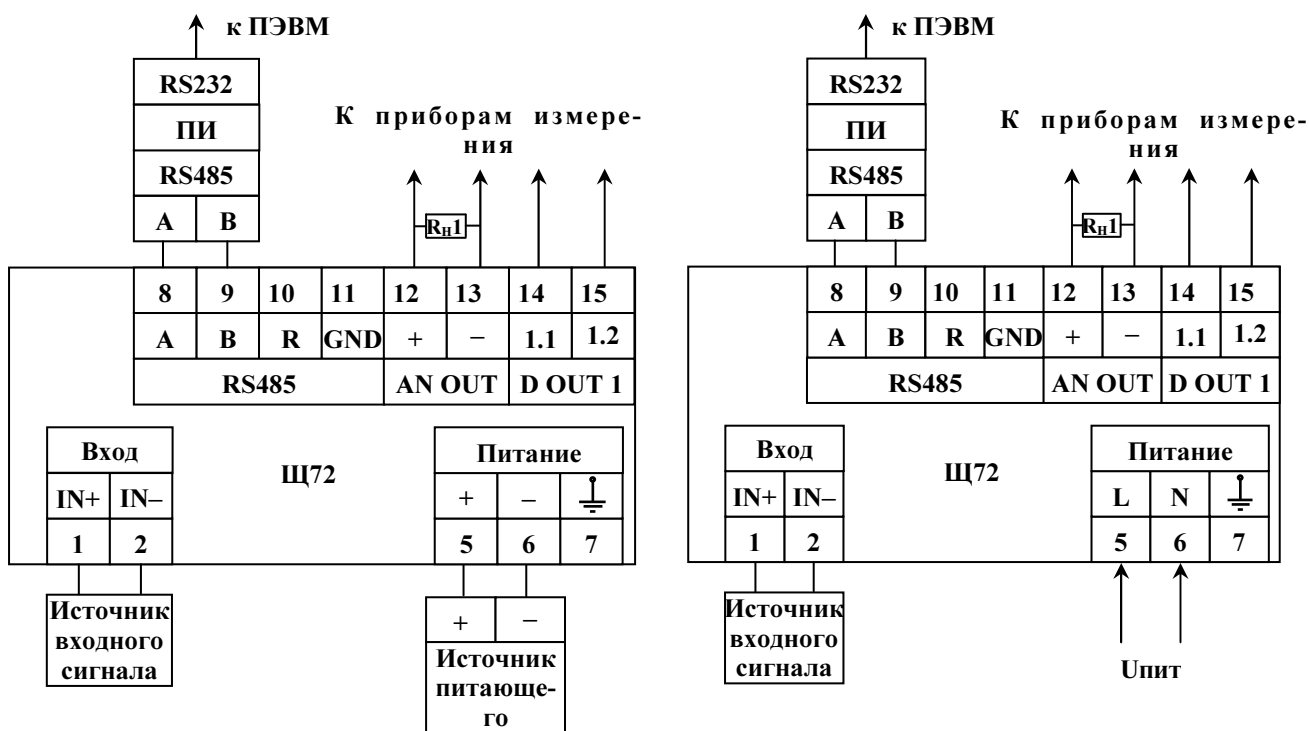 к ПЭВМ
RS232
ПИ
RS485
A B
К приборам измере-
ния
Rн1
8 9 10 11 12 13 14 15
A B R GND + − 1.1 1.2
RS485 AN OUT D OUT 1
Вход
IN+ IN−
1 2
Щ72
Питание
+ −
5 6 7
Источник
входного
сигнала
+ −
Источник
питающе-
го
к ПЭВМ
RS232
ПИ
RS485
A B
К приборам измере-
ния
Rн1
8 9 10 11 12 13 14 15
A B R GND + − 1.1 1.2
RS485 AN OUT D OUT 1
Вход
IN+ IN−
1 2
Щ72
Питание
L N
5 6 7
Источник
входного
сигнала
Uпит